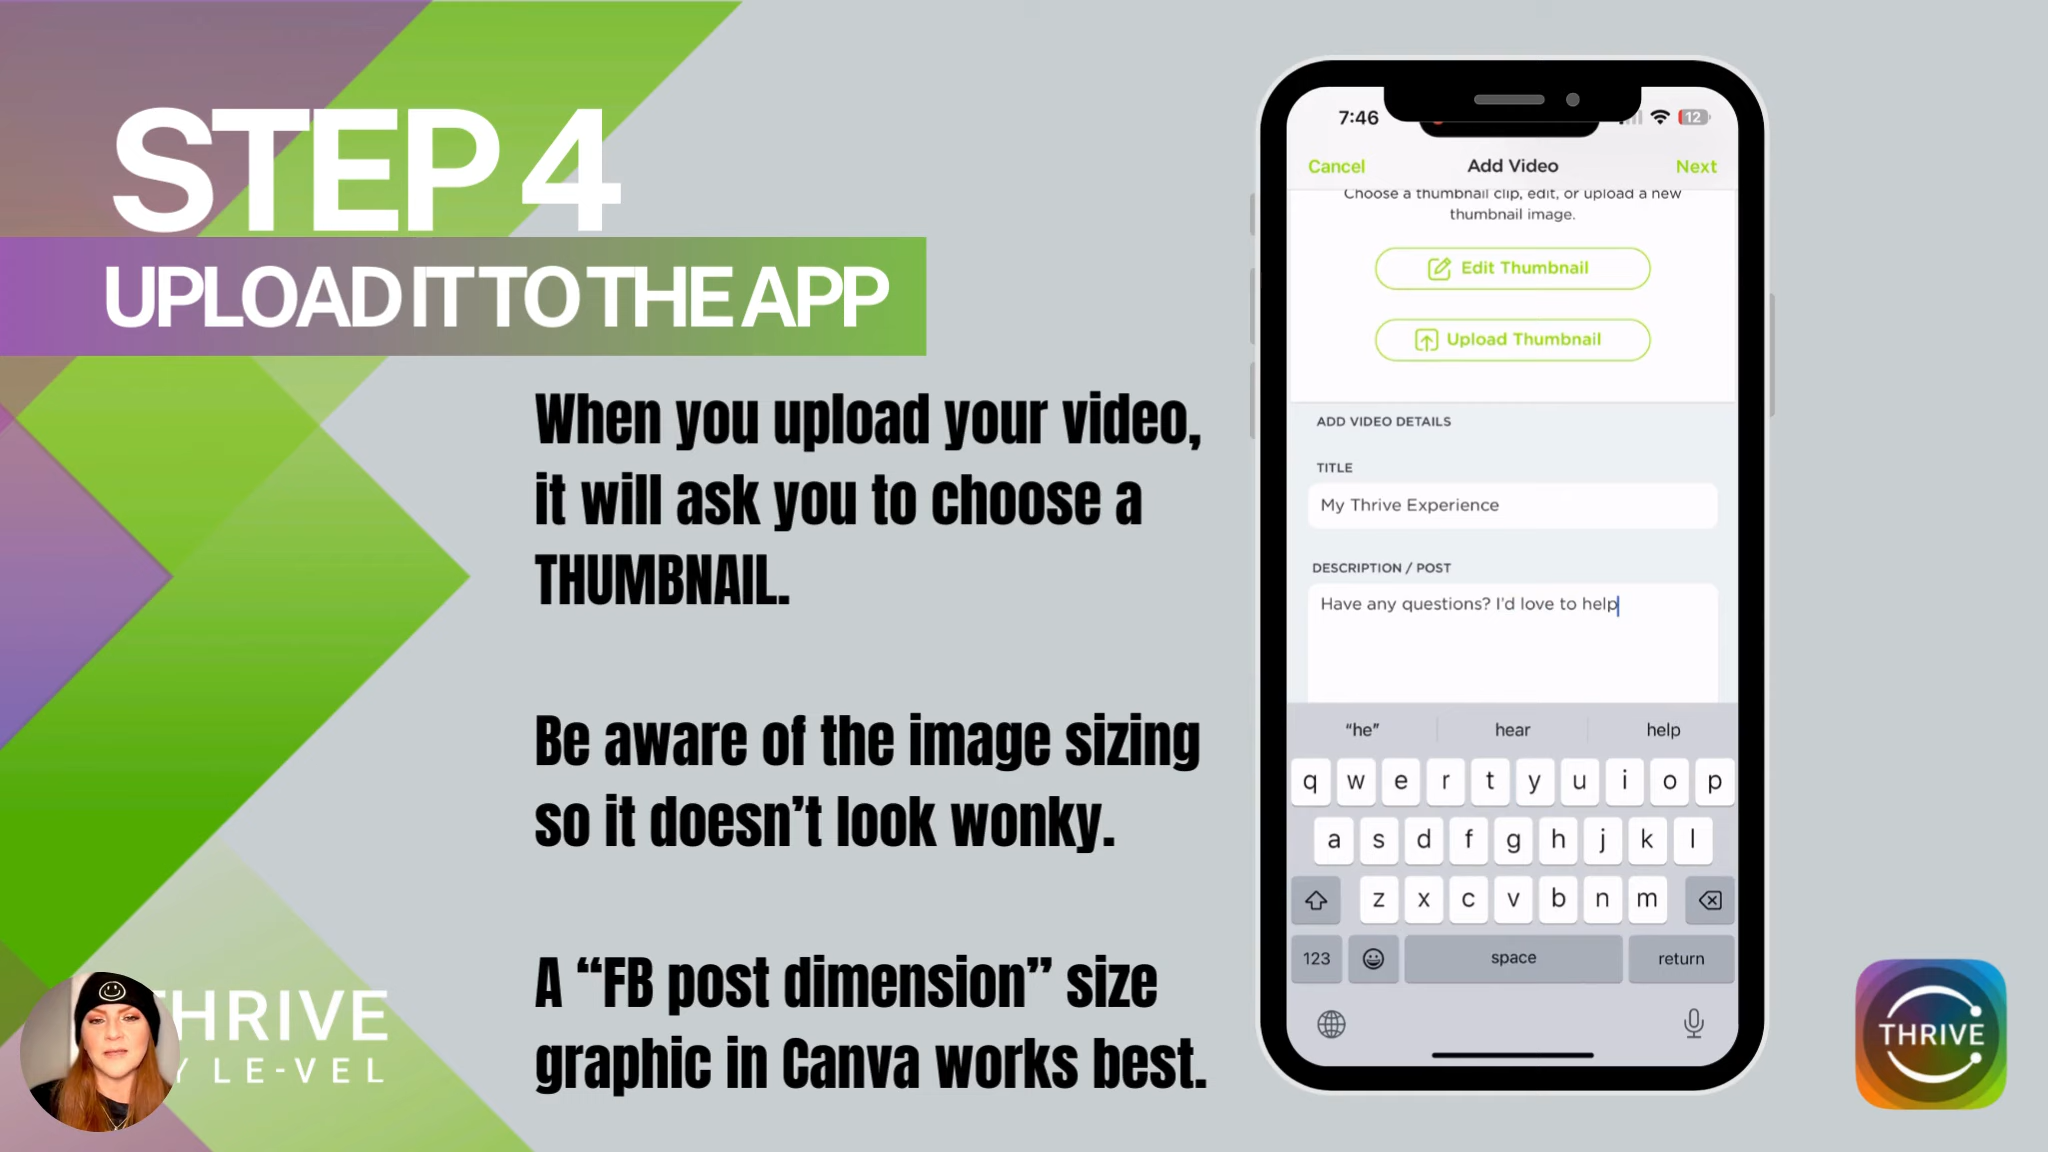 STEP 4
UPLOAD IT TO THE APP
When you upload your video,
it will ask you to choose a
THUMBNAIL.
Be aware of the image sizing
so it doesn’t look wonky.
A “FB post dimension” size
graphic in Canva works best.
HRIVE
Y LE-VEL
7:46
12
Cancel
Add Video
Next
Choose a thumbnail clip, edit, or upload a new
thumbnail image.
Edit Thumbnail
Upload Thumbnail
ADD VIDEO DETAILS
TITLE
My Thrive Experience
DESCRIPTION / POST
Have any questions? I'd love to help
“he” hear help
q w e r t y u i o p
a s d f g h j k l
z x c v b n m
123 space return
THRIVE